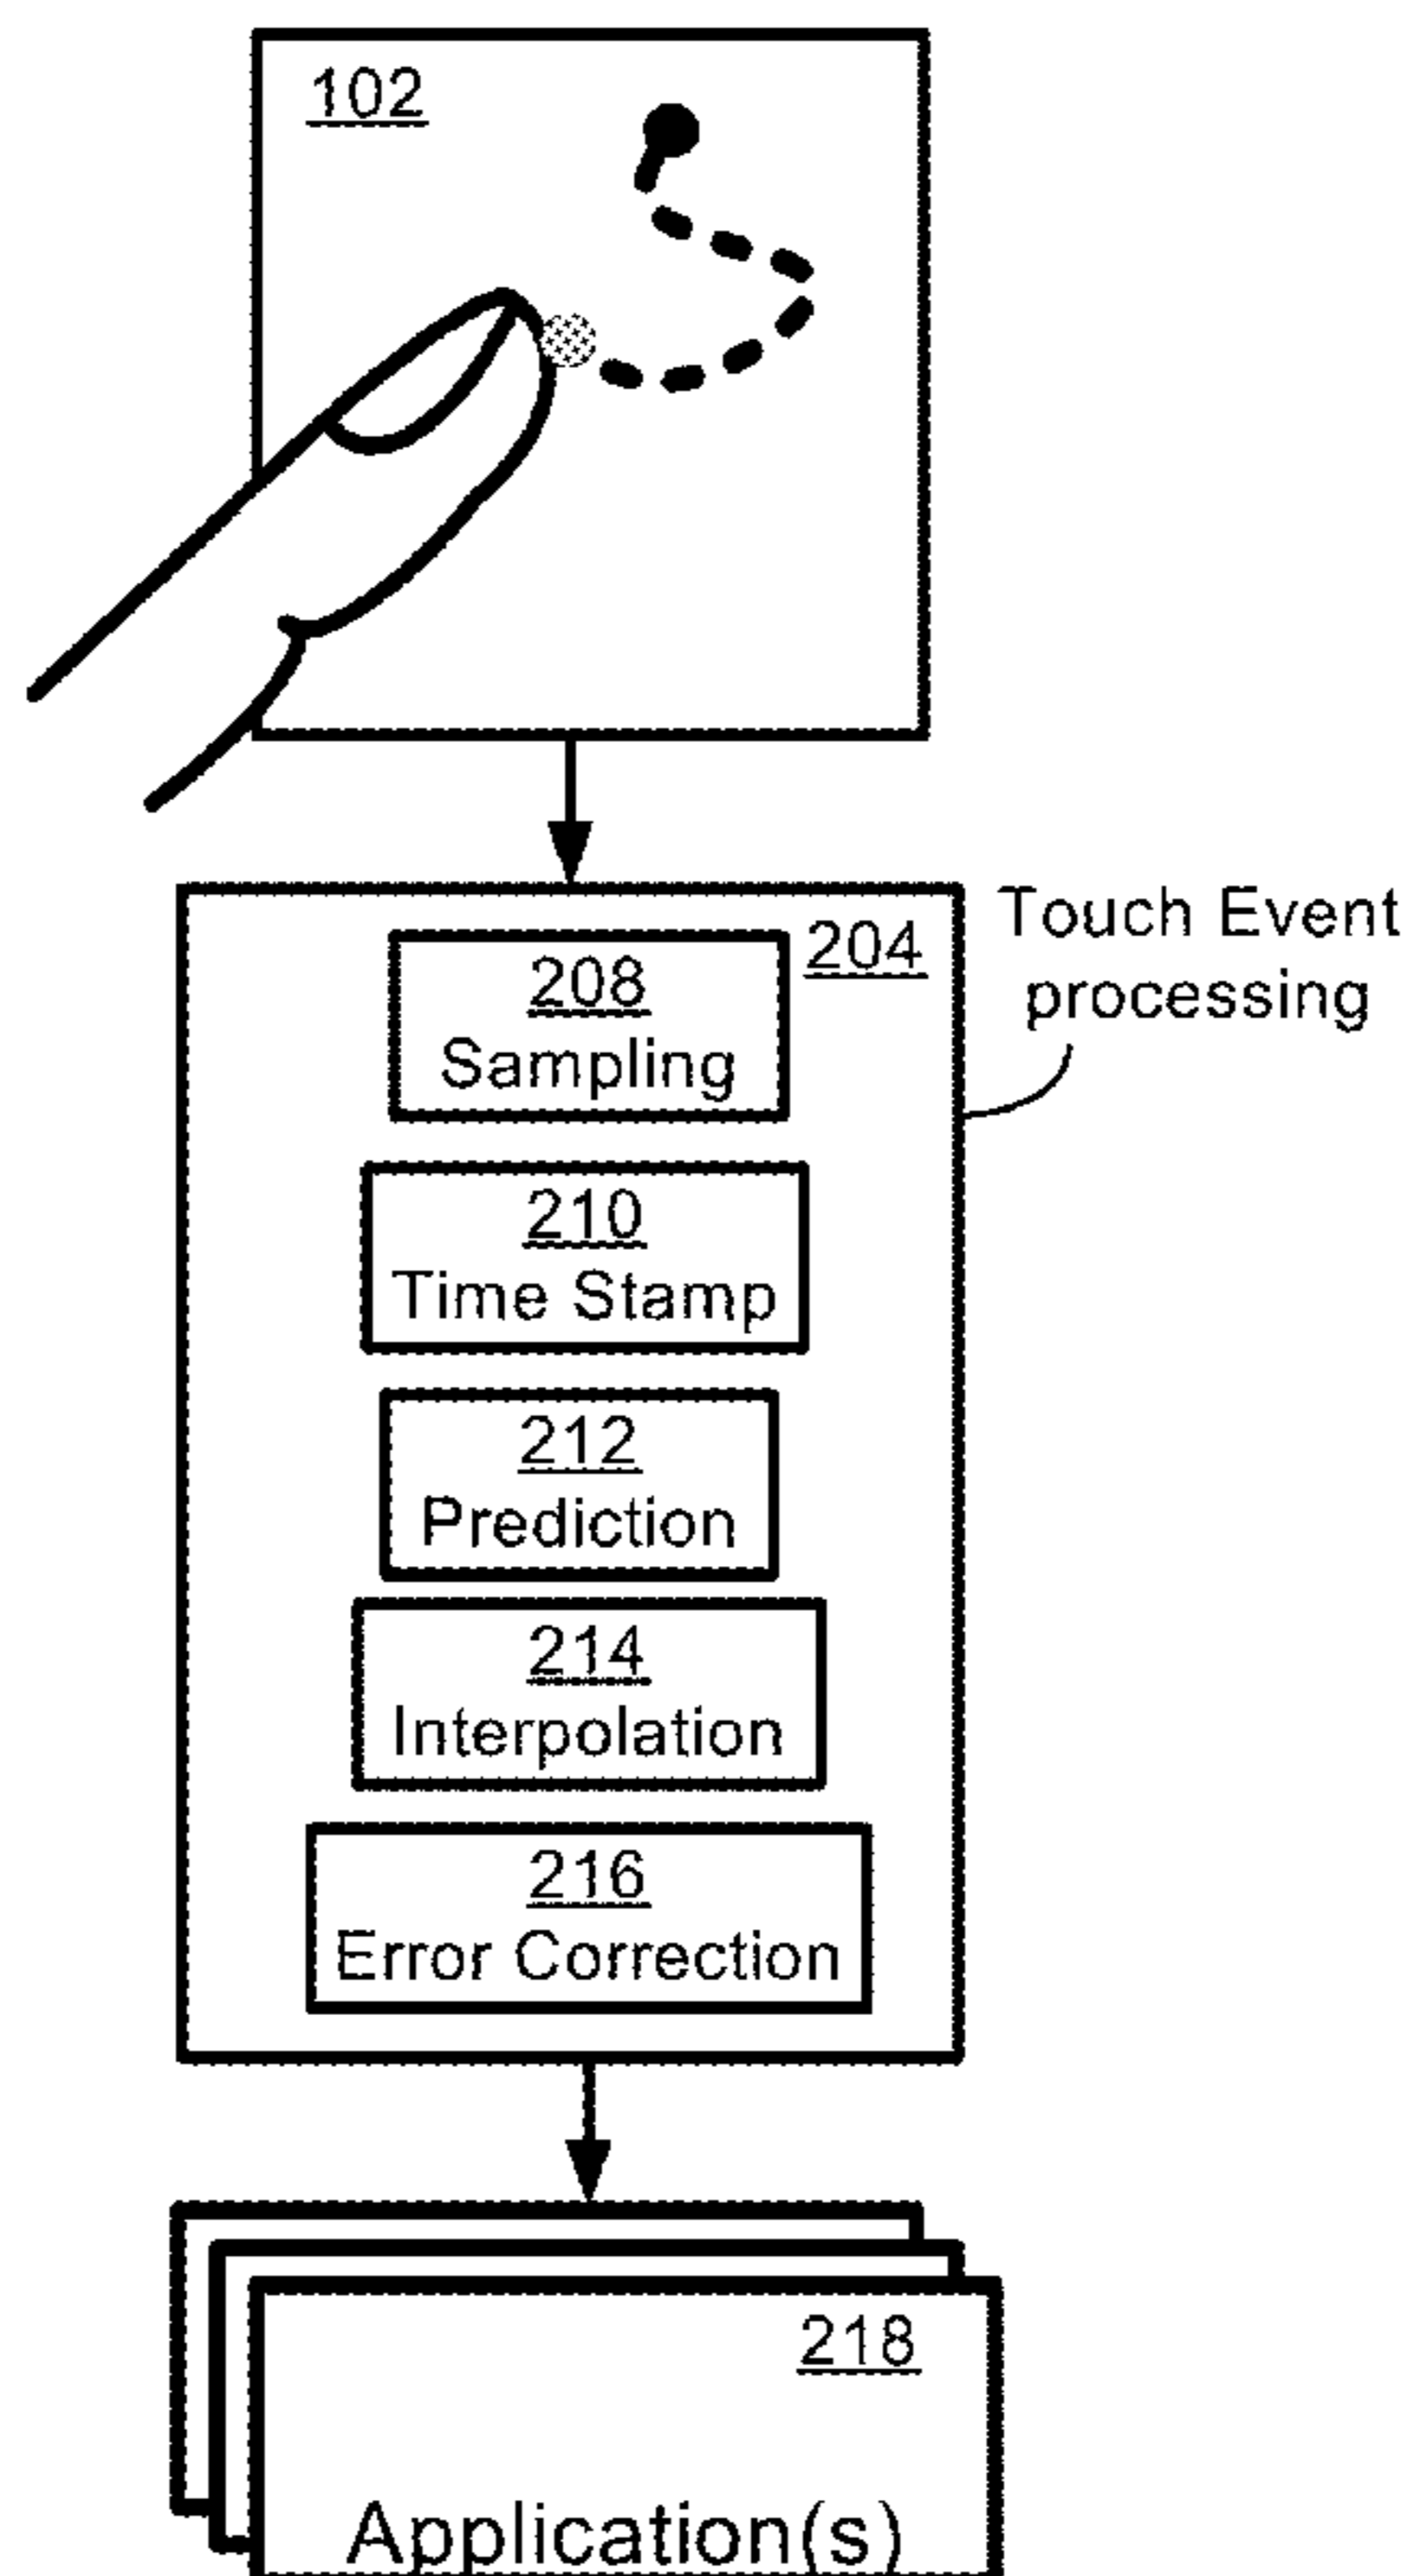 102
Touch Event
processing
204
208
Sampling
210
Time Stamp
212
Prediction
214
Interpolation
216
Error Correction
218
Application(s)